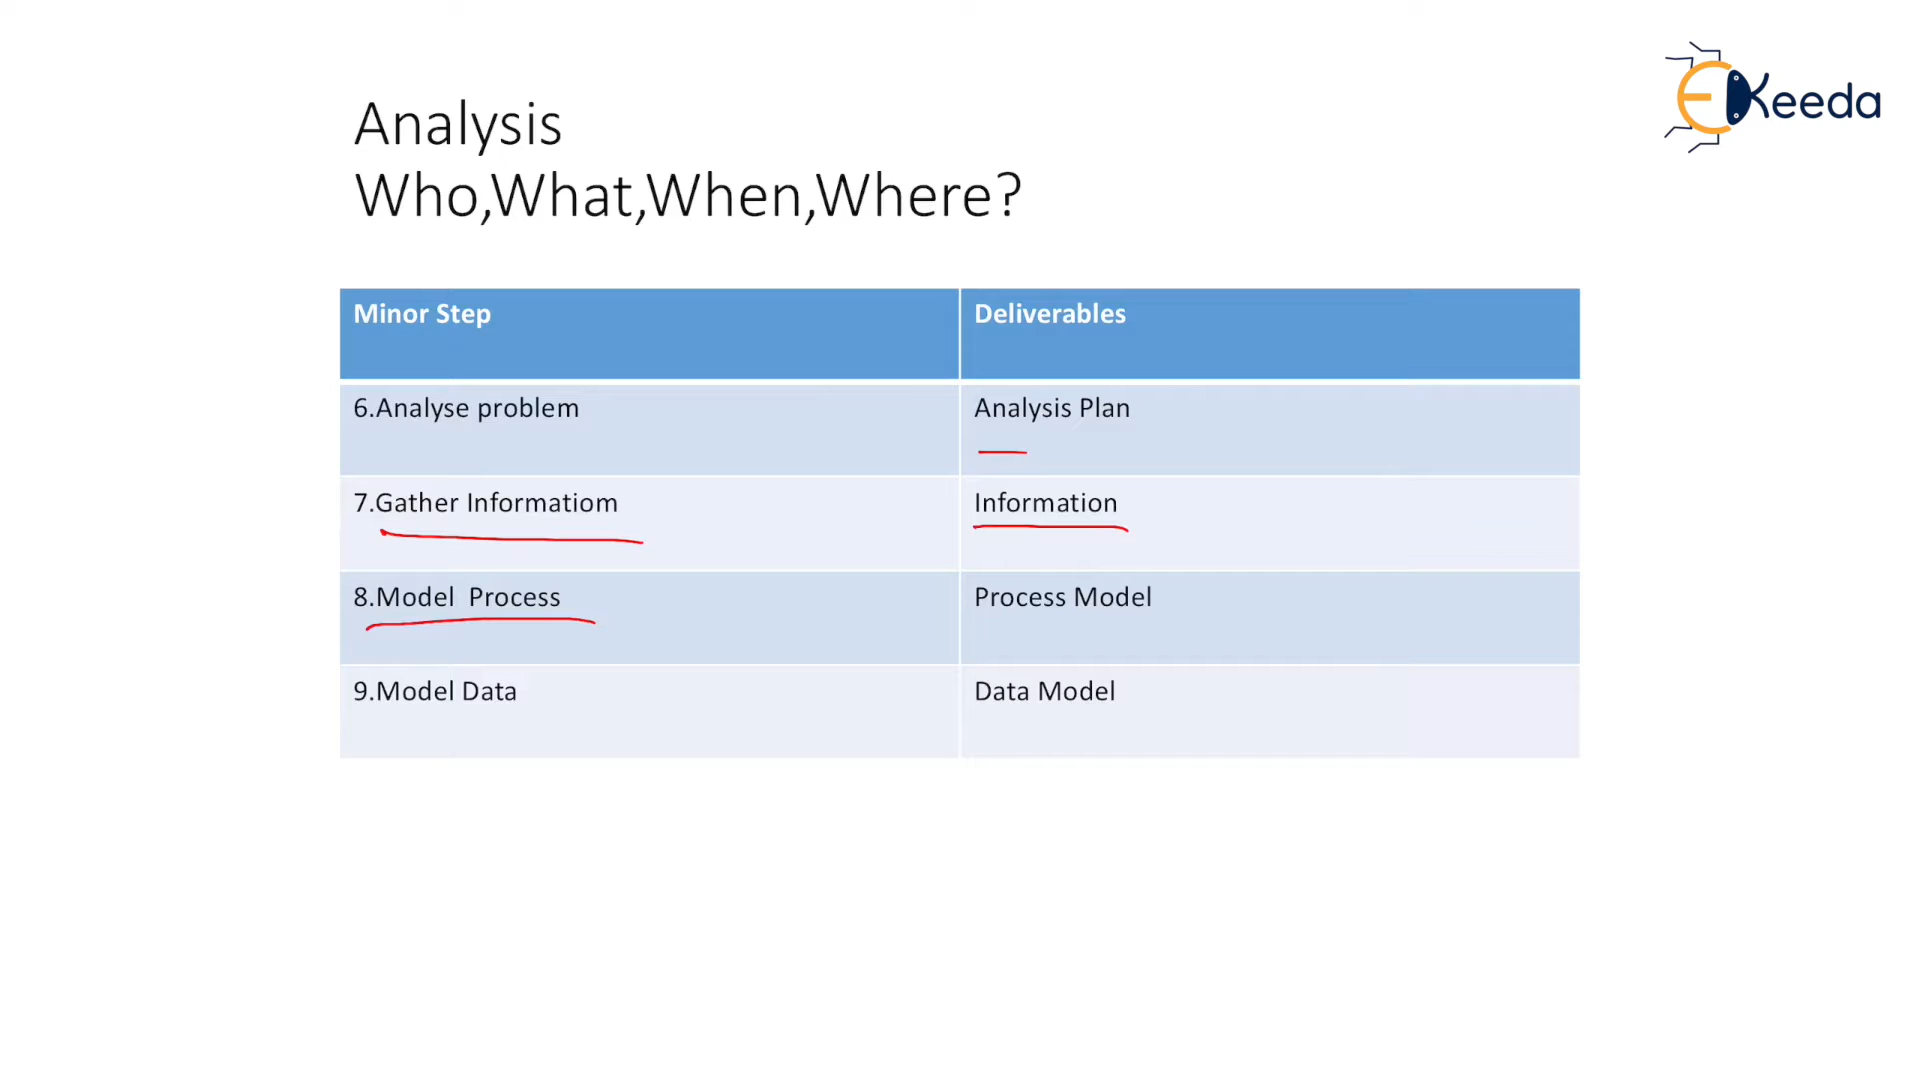 EKeeda
Analysis
Who,What,When,Where?
Minor Step
Deliverables
6.Analyse problem
Analysis Plan
7.Gather Informatiom
Information
8.Model  Process
Process Model
9.Model Data
Data Model